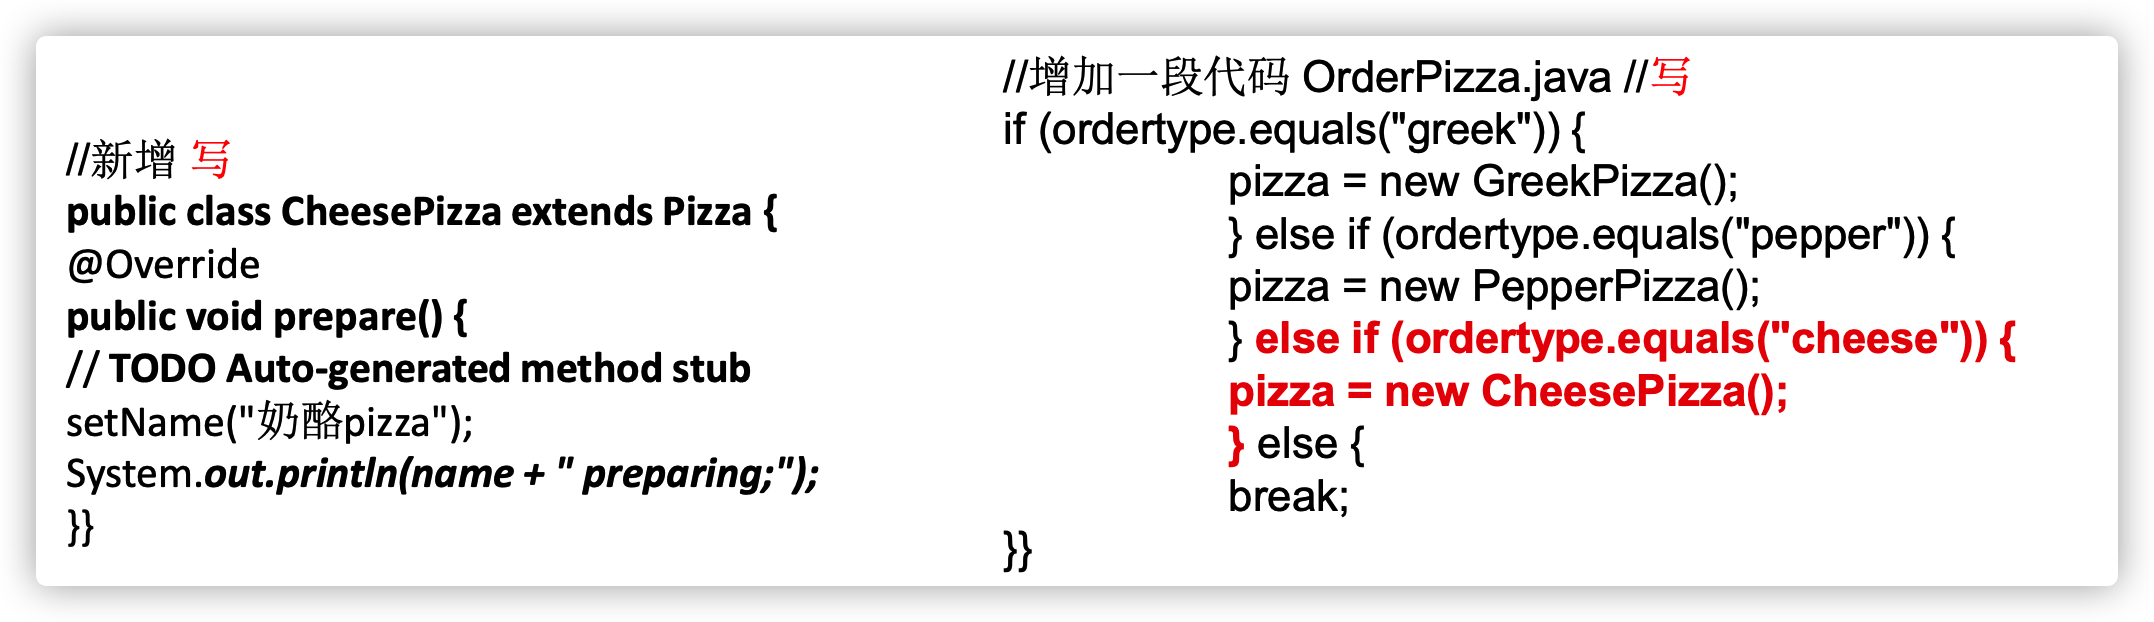 //新增 写
public class CheesePizza extends Pizza {
@Override
public void prepare() {
// TODO Auto-generated method stub
setName("奶酪pizza");
System.out.println(name + " preparing;");
}}
//增加一段代码 OrderPizza.java //写
if (ordertype.equals("greek")) {
pizza = new GreekPizza();
} else if (ordertype.equals("pepper")) {
pizza = new PepperPizza();
} else if (ordertype.equals("cheese")) {
pizza = new CheesePizza();
} else {
break;
}}